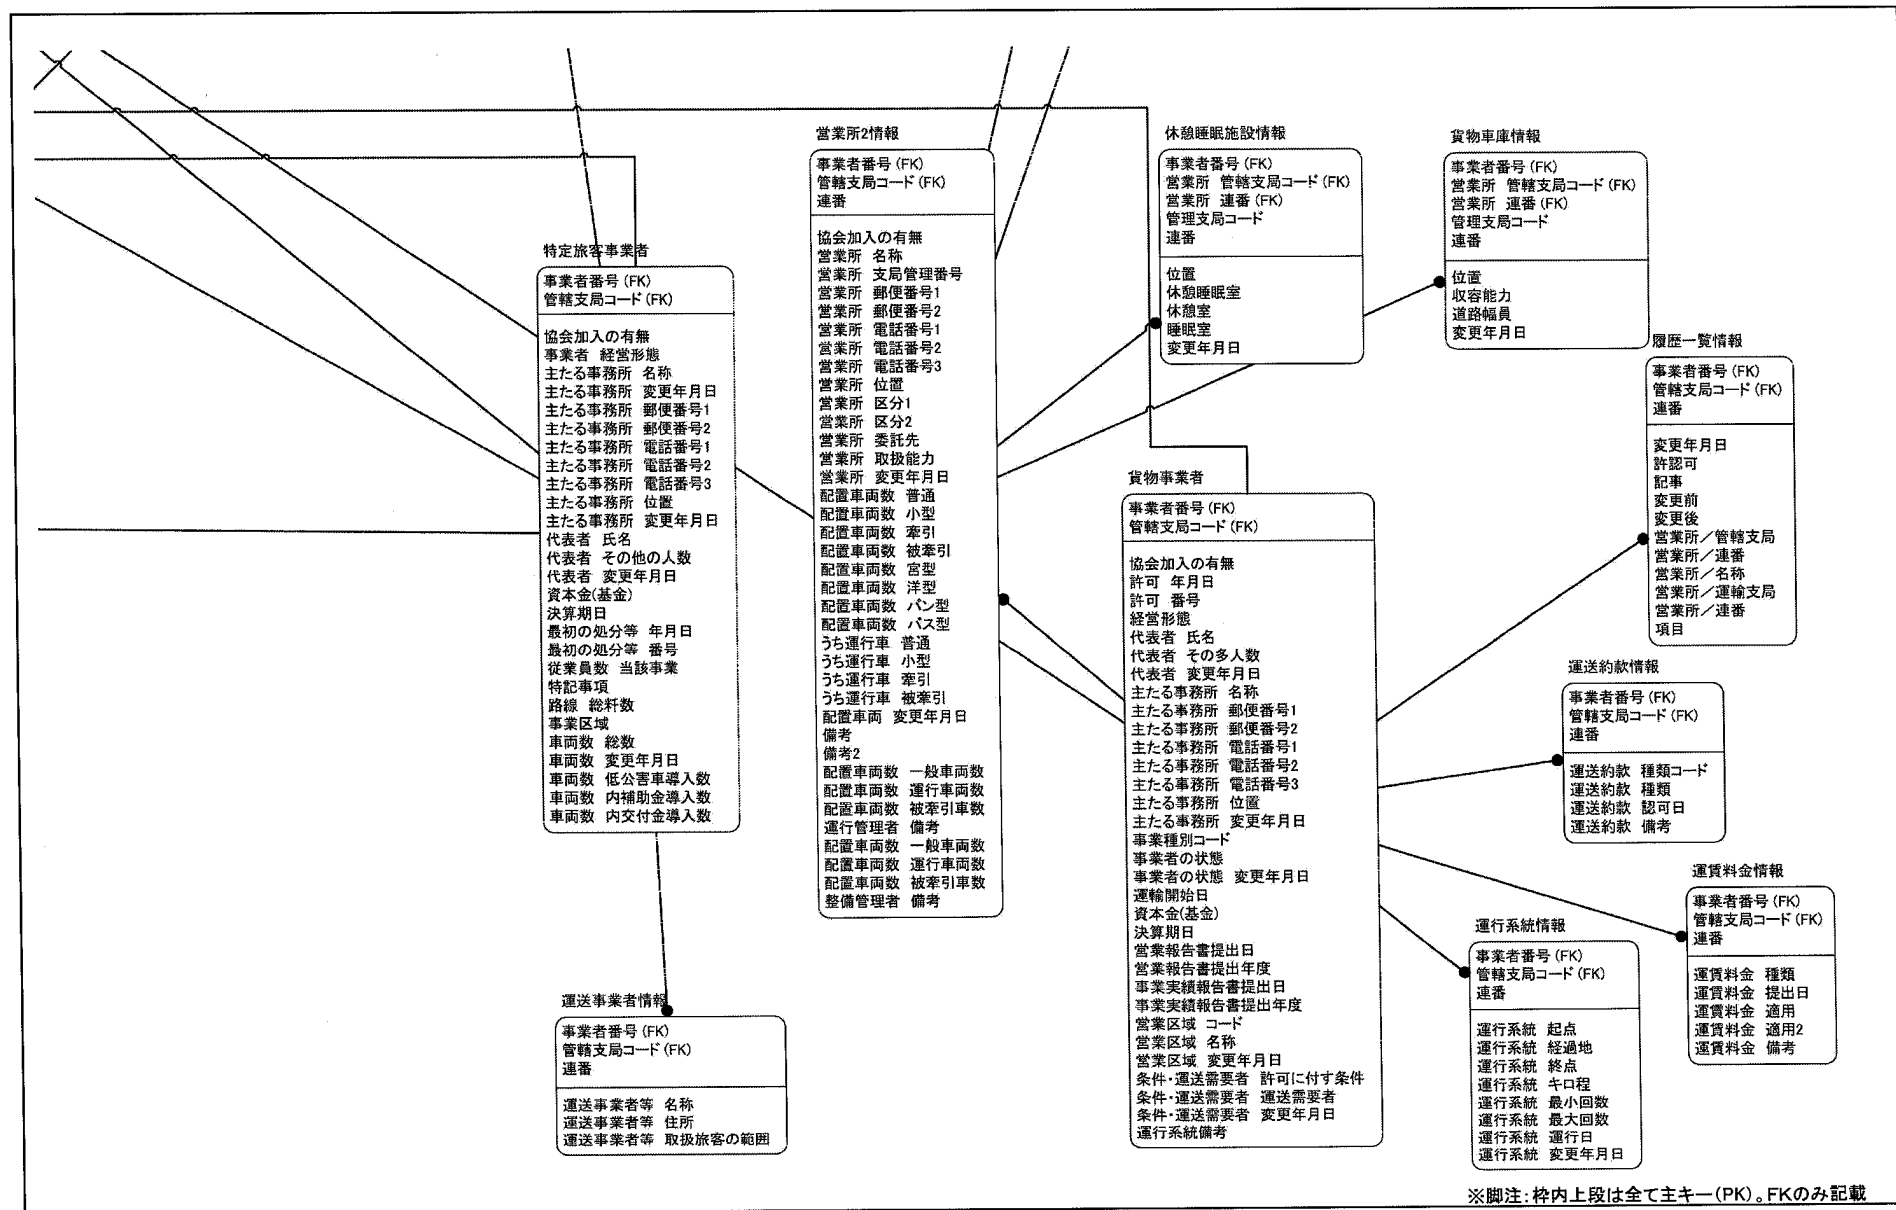 特定旅客事業者
事業者番号(FK)
管轄支局コード(FK)
協会加入の有無
事業者 経営形態
主たる事務所 名称
主たる事務所 変更年月日
主たる事務所 郵便番号1
主たる事務所 郵便番号2
主たる事務所 電話番号1
主たる事務所 電話番号2
主たる事務所 電話番号3
主たる事務所 位置
主たる事務所 変更年月日
代表者 氏名
代表者 その他の人数
代表者 変更年月日
資本金(基金)
決算期日
最初の処分等 年月日
最初の処分等 番号
従業員数 当該事業
特記事項
路線 総粁数
事業区域
車両数 総数
車両数 変更年月日
車両数 低公害車導入数
車両数 内補助金導入数
車両数 内交付金導入数
運送事業者情報
事業者番号(FK)
管轄支局コード(FK)
連番
運送事業者等 名称
運送事業者等 住所
運送事業者等 取扱旅客の範囲
営業所2情報
事業者番号(FK)
管轄支局コード(FK)
連番
協会加入の有無
営業所 名称
営業所 支局管理番号
営業所 郵便番号1
営業所 郵便番号2
営業所 電話番号1
営業所 電話番号2
営業所 電話番号3
営業所 位置
営業所 区分1
営業所 区分2
営業所 委託先
営業所 取扱能力
営業所 変更年月日
配置車両数 普通
配置車両数 小型
配置車両数 牽引
配置車両数 被牽引
配置車両数 宮型
配置車両数 洋型
配置車両数 バン型
配置車両数 バス型
うち運行車 普通
うち運行車 小型
うち運行車 牽引
うち運行車 被牽引
配置車両 変更年月日
備考
備考2
配置車両数 一般車両数
配置車両数 運行車両数
配置車両数 被牽引車数
運行管理者 備考
配置車両数 一般車両数
配置車両数 運行車両数
配置車両数 被牽引車数
整備管理者 備考
休憩睡眠施設情報
事業者番号(FK)
営業所 管轄支局コード(FK)
営業所 連番(FK)
管理支局コード
連番
位置
休憩睡眠室
休憩室
睡眠室
変更年月日
貨物車庫情報
事業者番号(FK)
営業所 管轄支局コード(FK)
営業所 連番(FK)
管理支局コード
連番
位置
収容能力
道路幅員
変更年月日
貨物事業者
事業者番号(FK)
管轄支局コード(FK)
協会加入の有無
許可 年月日
許可 番号
経営形態
代表者 氏名
代表者 その多人数
代表者 変更年月日
主たる事務所 名称
主たる事務所 郵便番号1
主たる事務所 郵便番号2
主たる事務所 電話番号1
主たる事務所 電話番号2
主たる事務所 電話番号3
主たる事務所 位置
主たる事務所 変更年月日
事業種別コード
事業者の状態
事業者の状態 変更年月日
運輸開始日
資本金(基金)
決算期日
営業報告書提出日
営業報告書提出年度
事業実績報告書提出日
事業実績報告書提出年度
営業区域 コード
営業区域 名称
営業区域 変更年月日
条件・運送需要者 許可に付す条件
条件・運送需要者 運送需要者
条件・運送需要者 変更年月日
運行系統備考
履歴一覧情報
事業者番号(FK)
管轄支局コード(FK)
連番
変更年月日
許認可
記事
変更前
変更後
営業所／管轄支局
営業所／連番
営業所／名称
営業所／運輸支局
営業所／連番
項目
運送約款情報
事業者番号(FK)
管轄支局コード(FK)
連番
運送約款 種類コード
運送約款 種類
運送約款 認可日
運送約款 備考
運賃料金情報
事業者番号(FK)
管轄支局コード(FK)
連番
運賃料金 種類
運賃料金 提出日
運賃料金 適用
運賃料金 適用2
運賃料金 備考
運行系統情報
事業者番号(FK)
管轄支局コード(FK)
連番
運行系統 起点
運行系統 経過地
運行系統 終点
運行系統 キロ程
運行系統 最小回数
運行系統 最大回数
運行系統 運行日
運行系統 変更年月日
※脚注：枠内上段は全て主キー(PK)。FKのみ記載